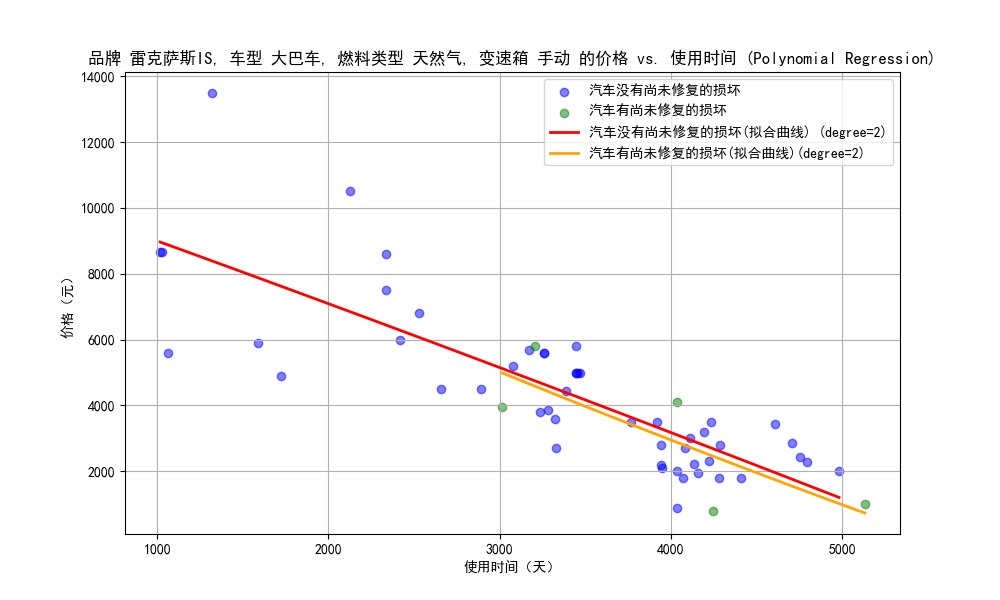 品牌 雷克萨斯IS, 车型 大巴车, 燃料类型 天然气, 变速箱 手动 的价格 vs. 使用时间 (Polynomial Regression)
汽车没有尚未修复的损坏
汽车有尚未修复的损坏
汽车没有尚未修复的损坏(拟合曲线) (degree=2)
汽车有尚未修复的损坏(拟合曲线)(degree=2)
价格（元）
14000
12000
10000
8000
6000
4000
2000
1000 2000 3000 4000 5000
使用时间（天）